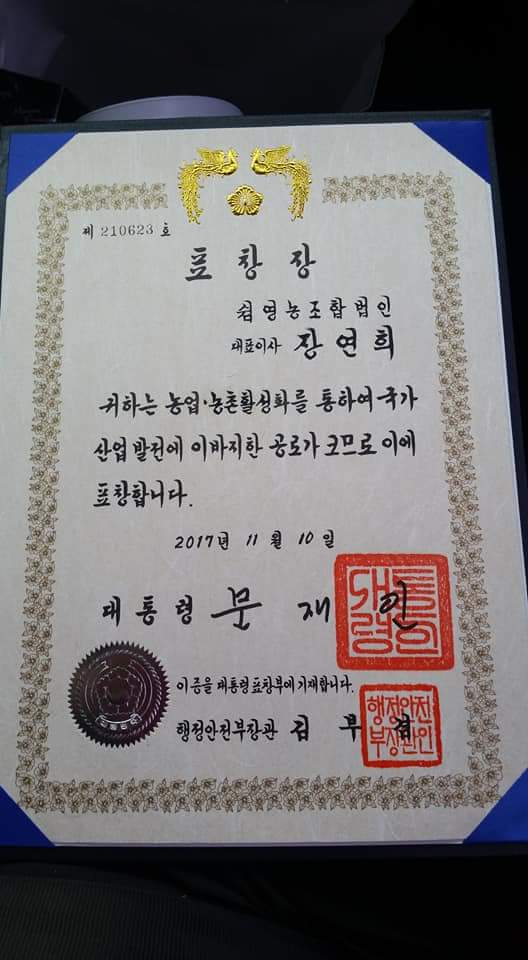 제 210623 호
표창장
영농조합법인
대표이사 장연희
귀하는 농업·농촌활성화를 통하여 국가
산업발전에 이바지한 공로가 크므로 이에
표창합니다.
2017년 11월 10일
대통령 문재인
이 증을 대통령표창부에 기재합니다.
행정안전부장관 김부겸
행정안전
부장관인